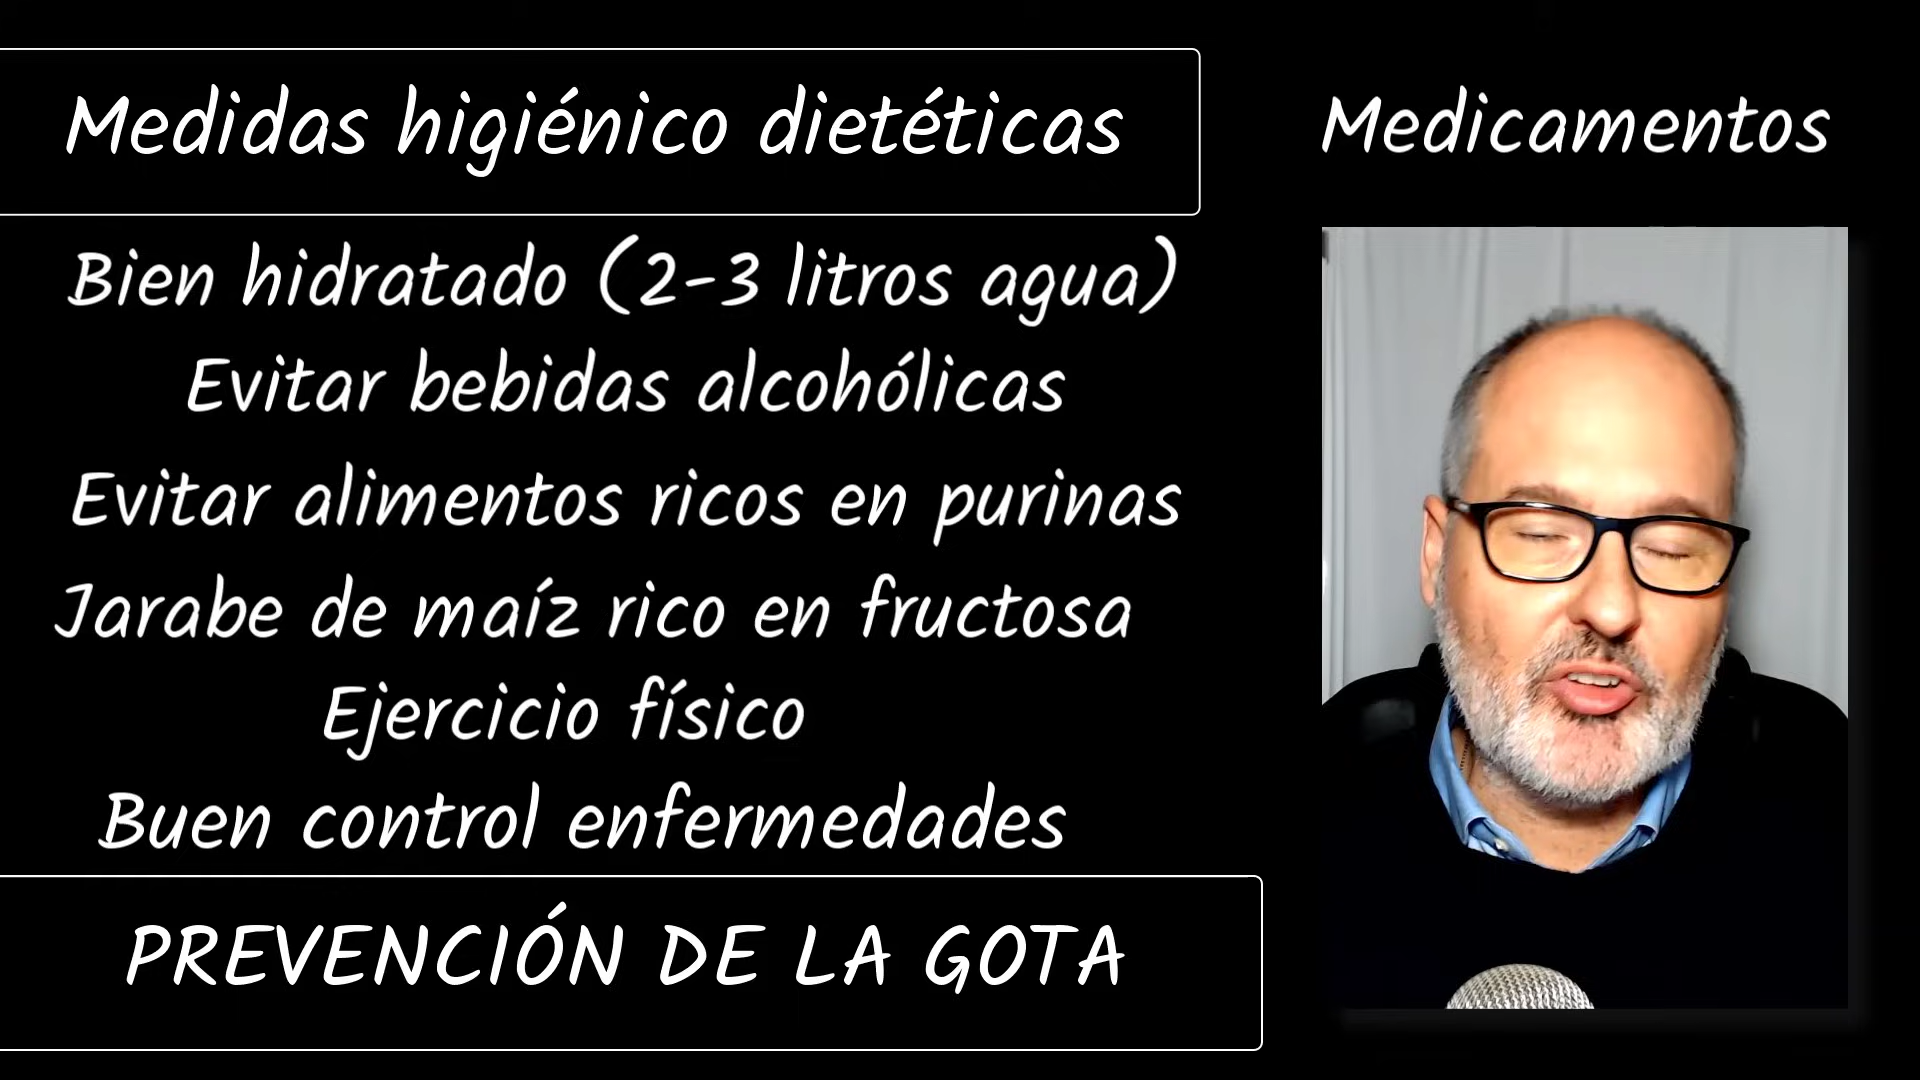 Medidas higiénico dietéticas
Medicamentos
Bien hidratado (2-3 litros agua)
Evitar bebidas alcohólicas
Evitar alimentos ricos en purinas
Jarabe de maíz rico en fructosa
Ejercicio físico
Buen control enfermedades
PREVENCIÓN DE LA GOTA